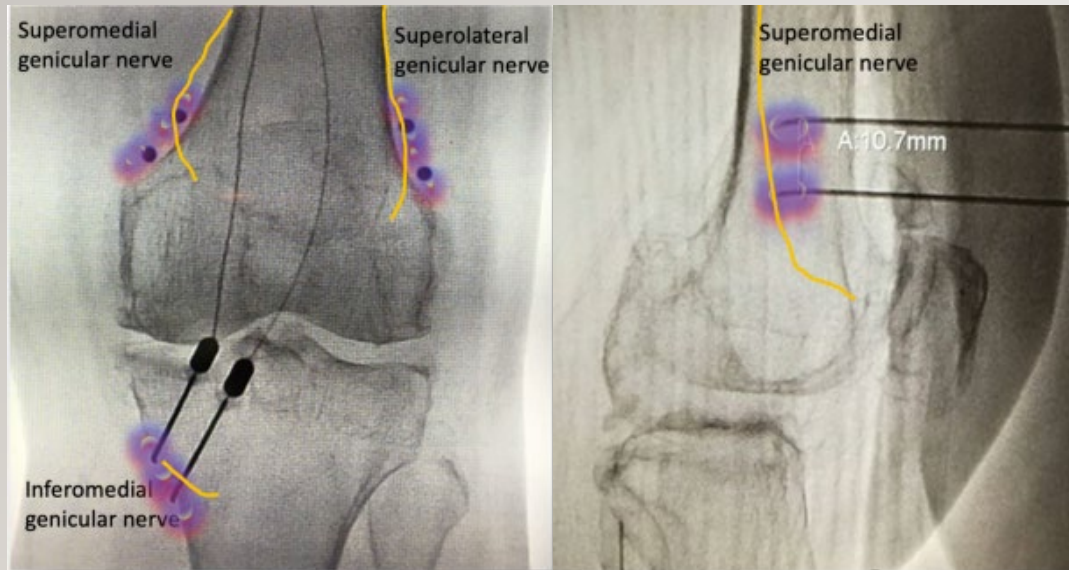 Superomedial
genicular nerve
Superolateral
genicular nerve
Inferomedial
genicular nerve
Superomedial
genicular nerve
A:10.7mm